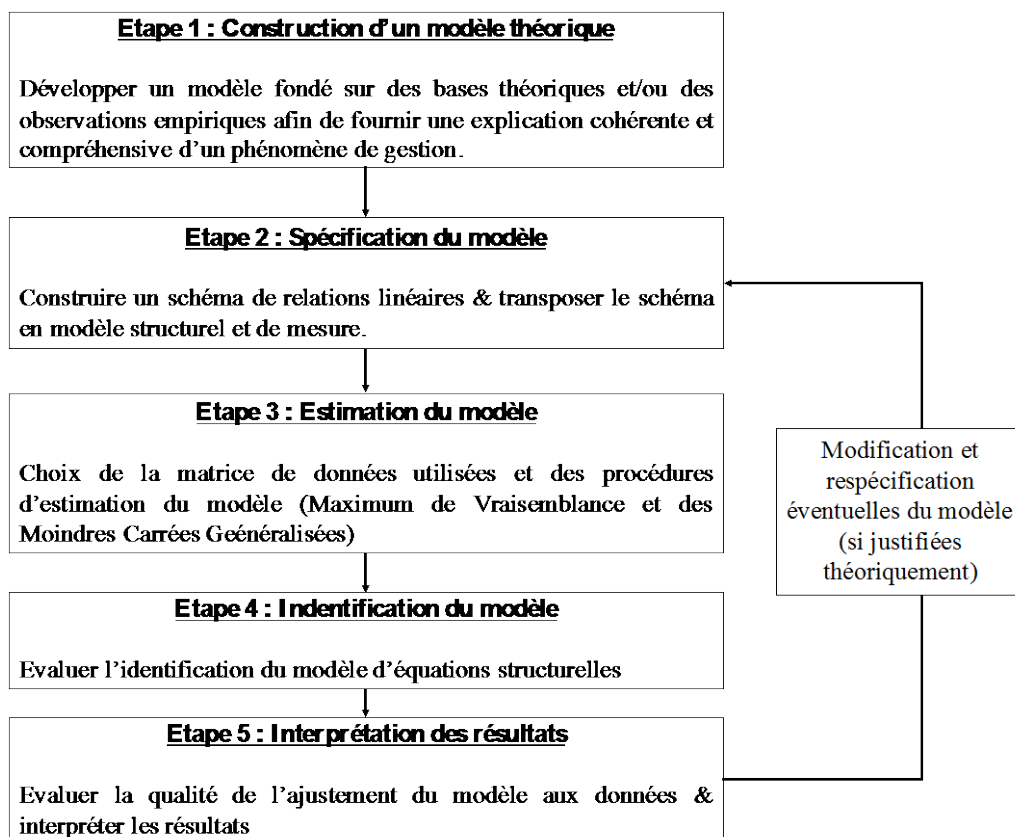 Etape 1 : Construction d'un modèle théorique
Développer un modèle fondé sur des bases théoriques et/ou des
observations empiriques afin de fournir une explication cohérente et
compréhensive d'un phénomène de gestion.
Etape 2 : Spécification du modèle
Construire un schéma de relations linéaires & transposer le schéma
en modèle structurel et de mesure.
Etape 3 : Estimation du modèle
Choix de la matrice de données utilisées et des procédures
d'estimation du modèle (Maximum de Vraisemblance et des
Moindres Carrées Geénéralisées)
Etape 4 : Indentification du modèle
Evaluer l'identification du modèle d'équations structurelles
Etape 5 : Interprétation des résultats
Evaluer la qualité de l'ajustement du modèle aux données &
interpréter les résultats
Modification et
respécification
éventuelles du modèle
(si justifiées
théoriquement)